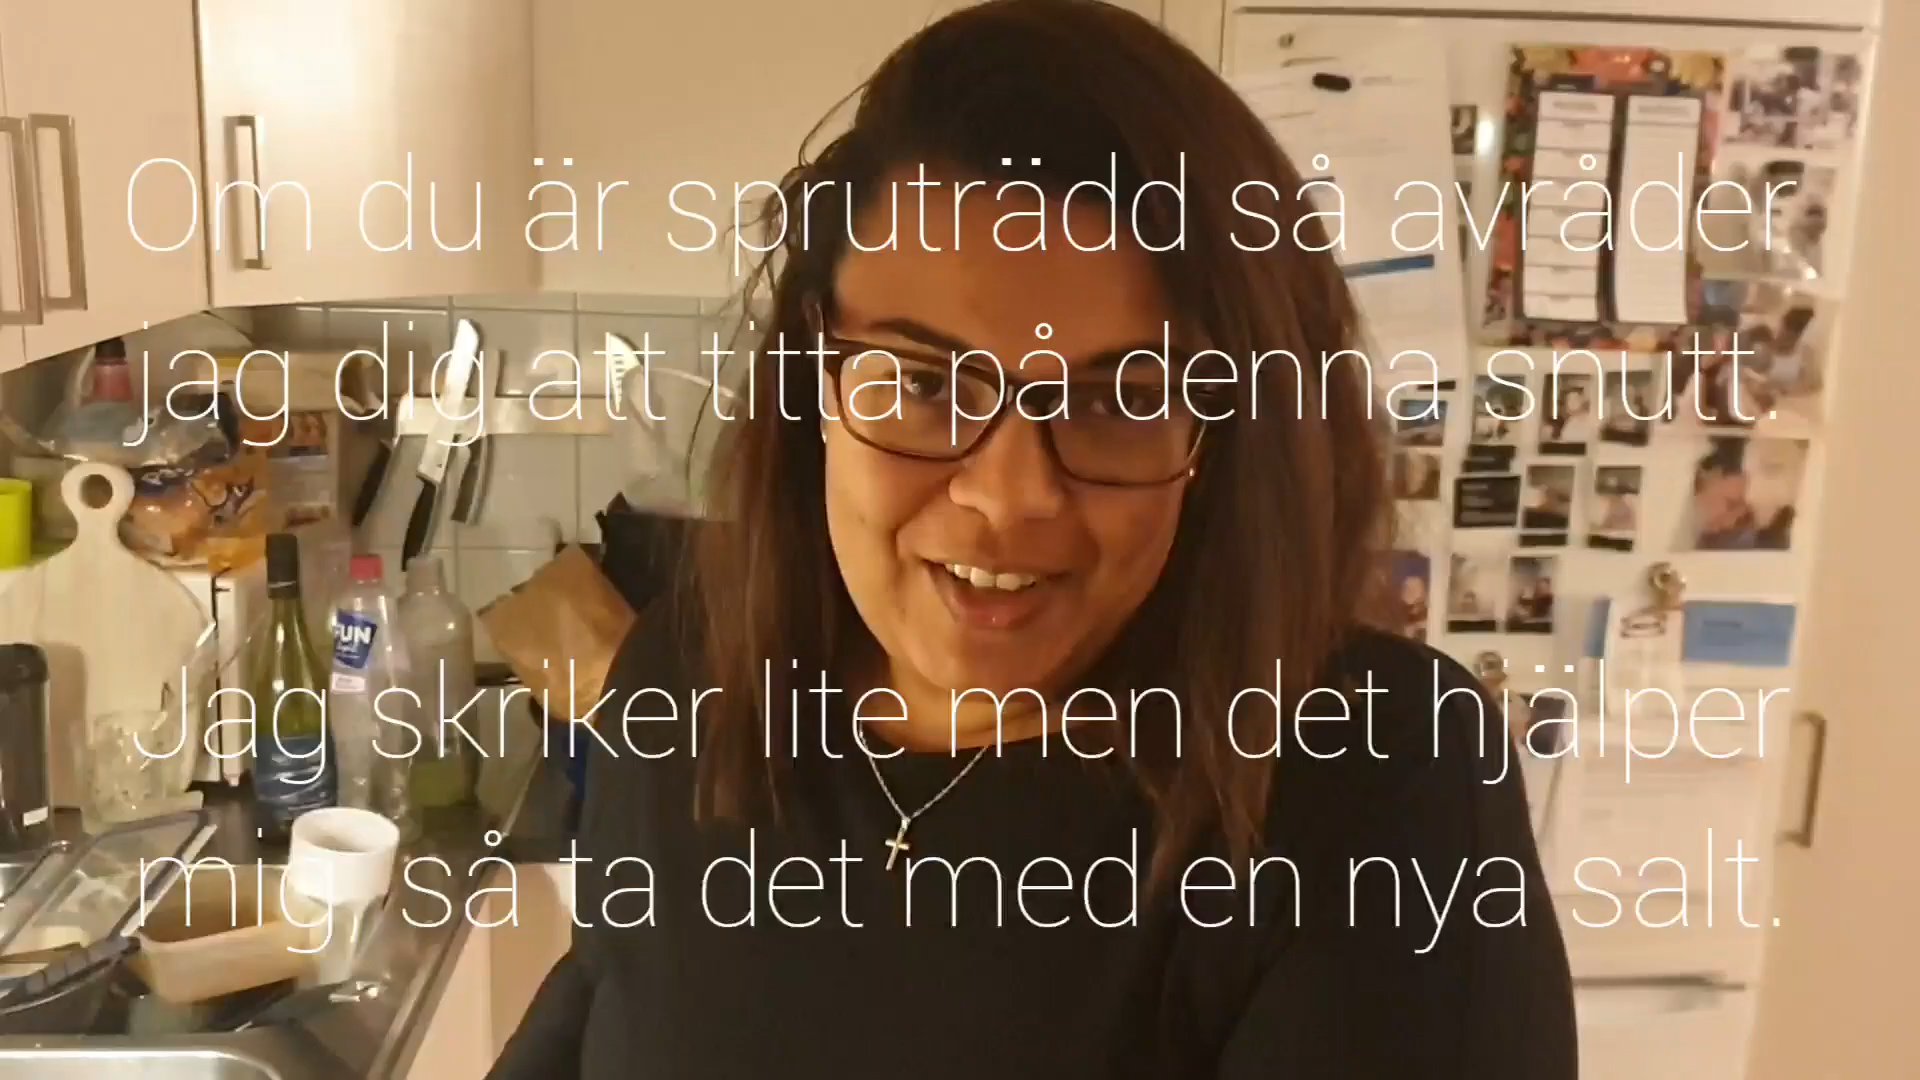 Om du är spruträdd så avråder
jag dig att titta på denna snutt.
Jag skriker lite men det hjälper
mig, så ta det med en nya salt.
FUN